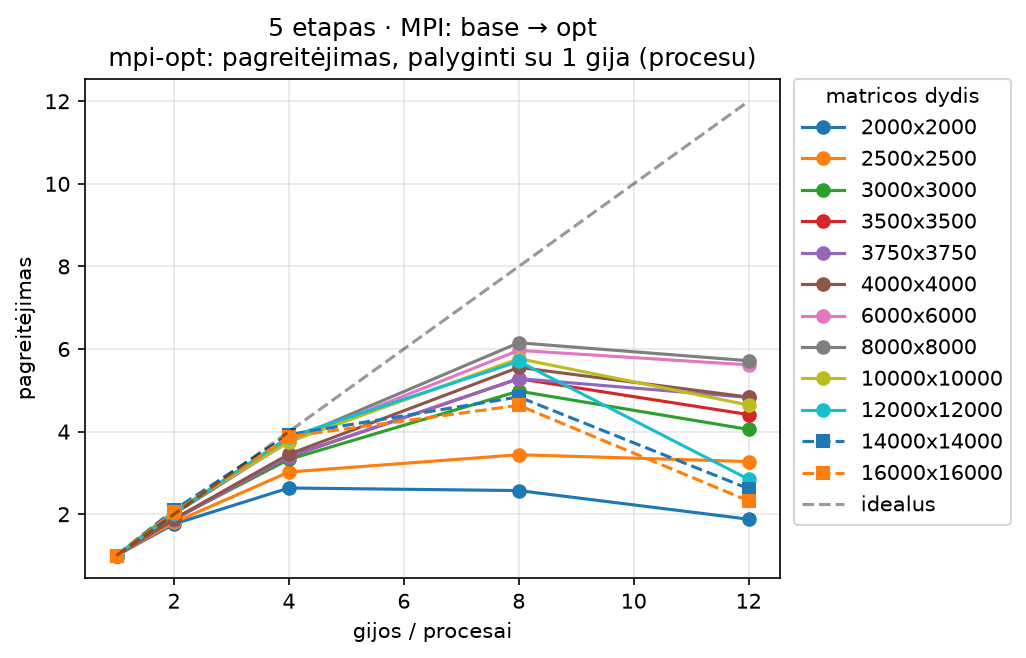 5 etapas · MPI: base → opt
mpi-opt: pagreitėjimas, palyginti su 1 gija (procesu)
pagreitėjimas
12
10
8
6
4
2
2
4
6
8
10
12
gijos / procesai
matricos dydis
2000x2000
2500x2500
3000x3000
3500x3500
3750x3750
4000x4000
6000x6000
8000x8000
10000x10000
12000x12000
14000x14000
16000x16000
idealus